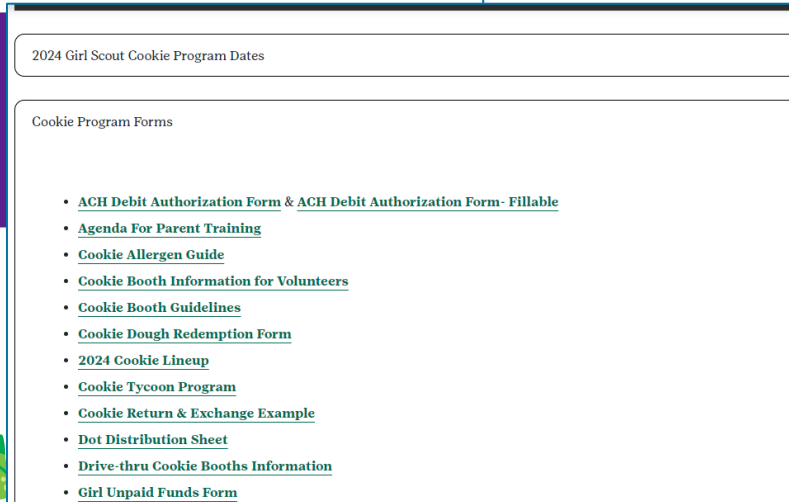 2024 Girl Scout Cookie Program Dates
Cookie Program Forms
ACH Debit Authorization Form & ACH Debit Authorization Form- Fillable
Agenda For Parent Training
Cookie Allergen Guide
Cookie Booth Information for Volunteers
Cookie Booth Guidelines
Cookie Dough Redemption Form
2024 Cookie Lineup
Cookie Tycoon Program
Cookie Return & Exchange Example
Dot Distribution Sheet
Drive-thru Cookie Booths Information
Girl Unpaid Funds Form